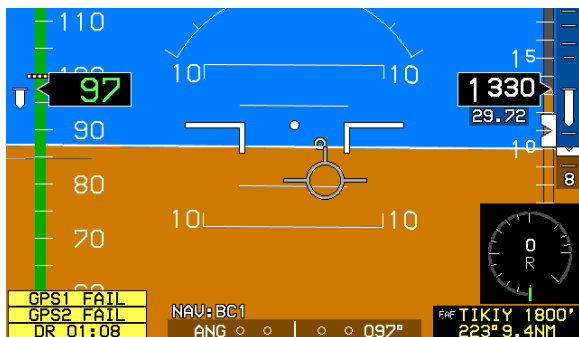 110
15
10 10
97
1330
29.72
90
10
80
8
10 10
70
0
R
GPS1 FAIL
GPS2 FAIL
DR 01:08
NAV:BC1
ANG 097°
FAF TIKIY 1800'
223° 9.4NM